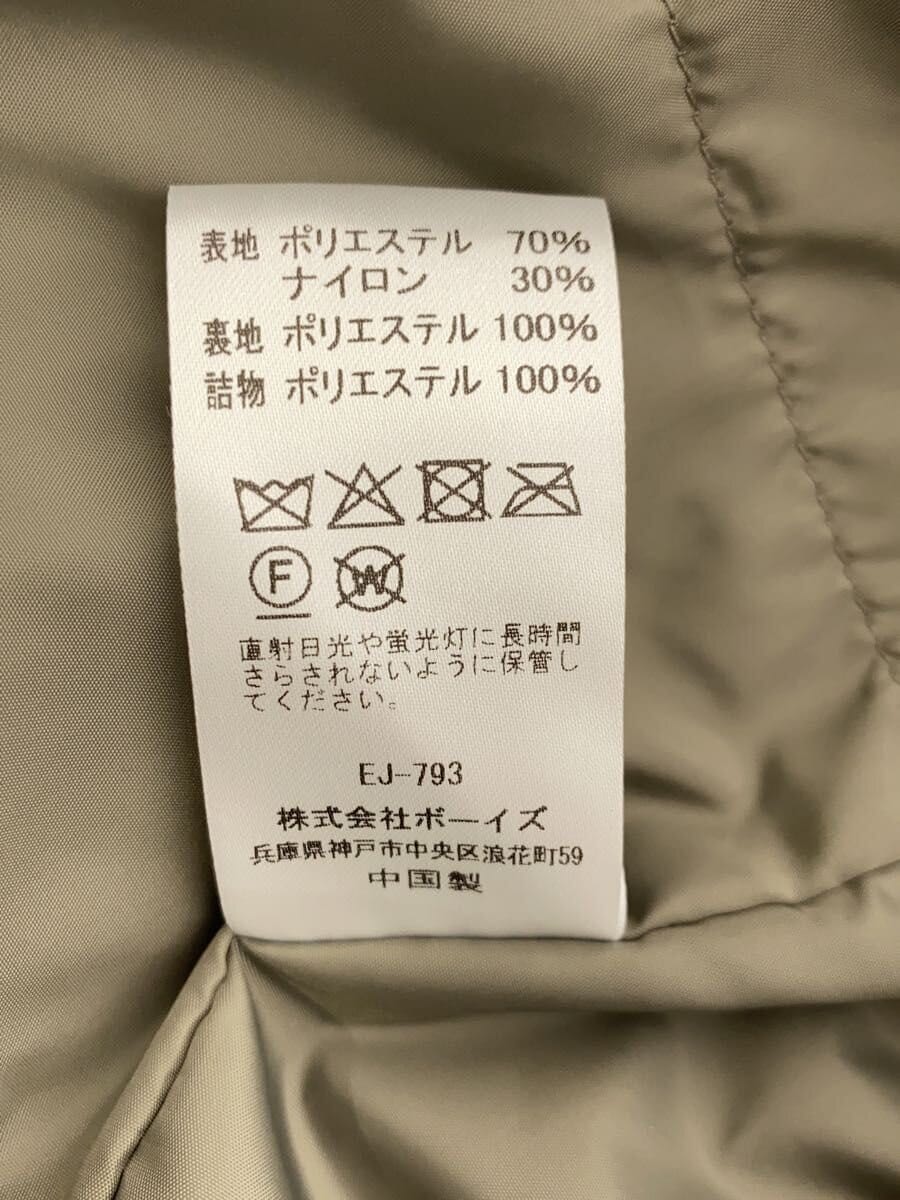 表地 ポリエステル 70%
ナイロン 30%
裏地 ポリエステル 100%
詰物 ポリエステル 100%
F W
直射日光や蛍光灯に長時間
さらされないように保管し
てください。
EJ-793
株式会社ボーイズ
兵庫県神戸市中央区浪花町59
中国製